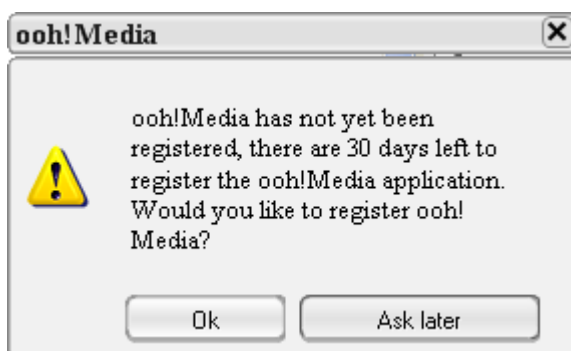 ooh!Media
ooh!Media has not yet been
registered, there are 30 days left to
register the ooh!Media application.
Would you like to register ooh!
Media?
Ok
Ask later